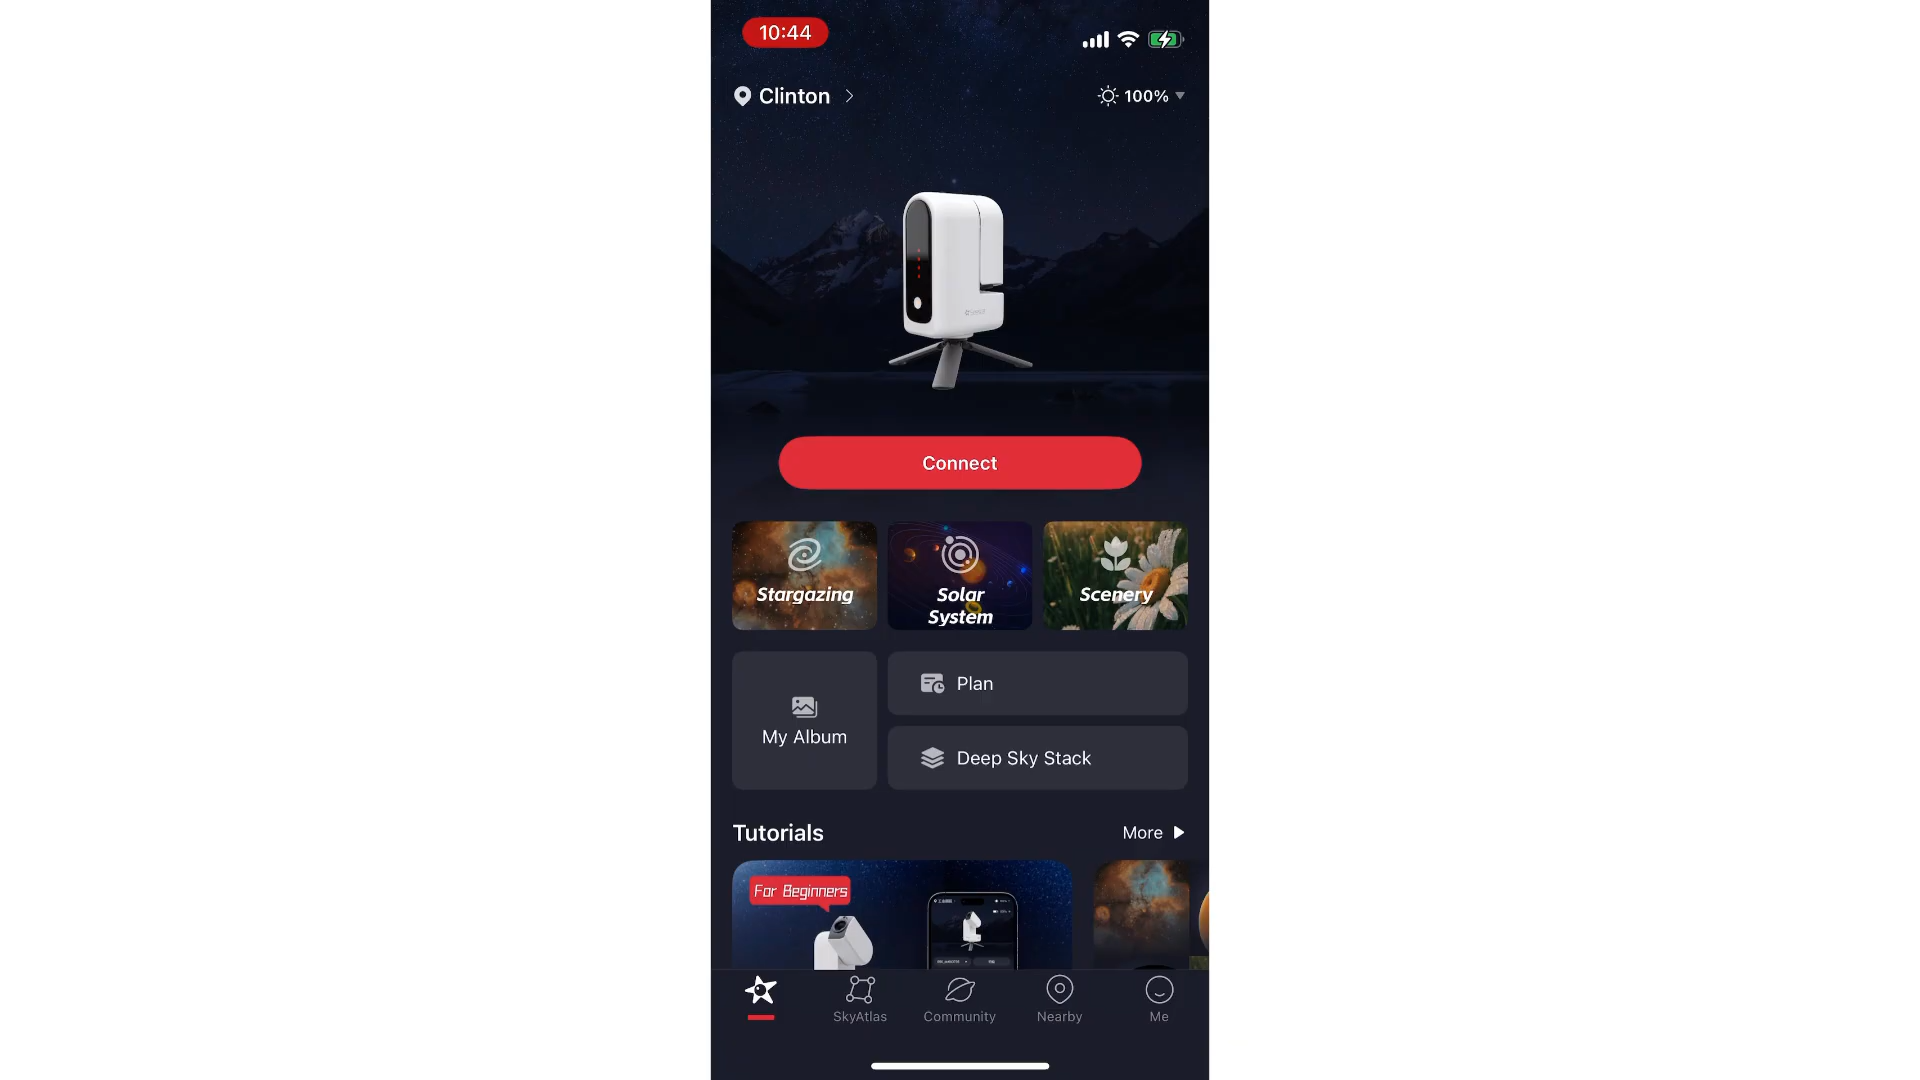 10:44
Clinton
100%
Connect
Stargazing
Solar
System
Scenery
My Album
Plan
Deep Sky Stack
Tutorials
More
For Beginners
SkyAtlas
Community
Nearby
Me